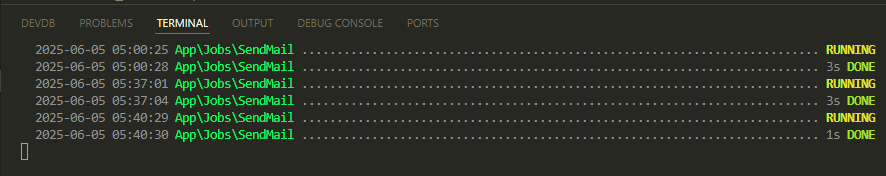 DEVDB PROBLEMS TERMINAL OUTPUT DEBUG CONSOLE PORTS
2025-06-05 05:00:25 App\Jobs\SendMail ............................................................................. RUNNING
2025-06-05 05:00:28 App\Jobs\SendMail ............................................................................. 3s DONE
2025-06-05 05:37:01 App\Jobs\SendMail ............................................................................. RUNNING
2025-06-05 05:37:04 App\Jobs\SendMail ............................................................................. 3s DONE
2025-06-05 05:40:29 App\Jobs\SendMail ............................................................................. RUNNING
2025-06-05 05:40:30 App\Jobs\SendMail ............................................................................. 1s DONE